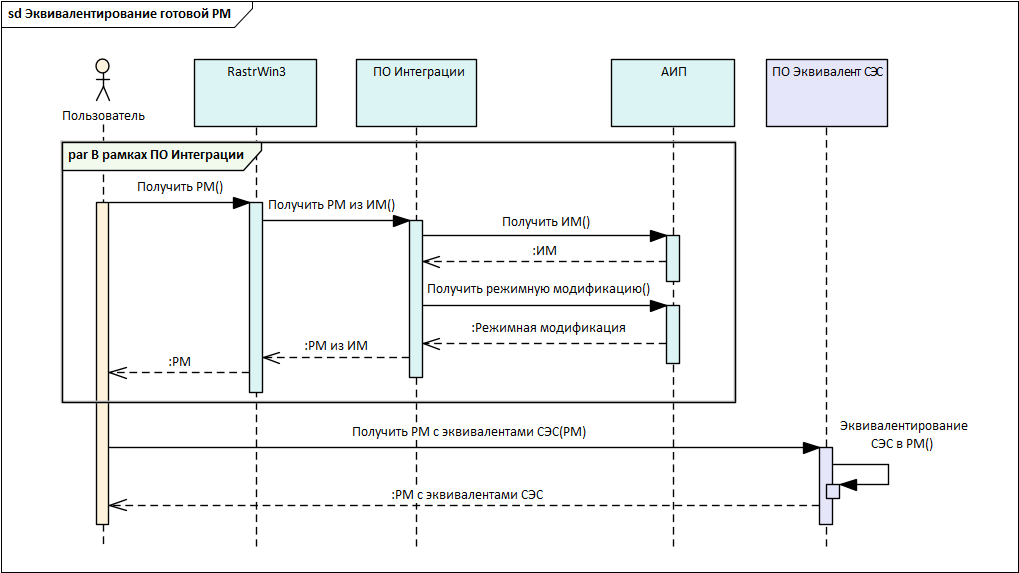 sd Эквивалентирование готовой РМ
Пользователь
RastrWin3
ПО Интеграции
АИП
ПО Эквивалент СЭС
par В рамках ПО Интеграции
Получить РМ()
Получить РМ из ИМ()
Получить ИМ()
:ИМ
Получить режимную модификацию()
:Режимная модификация
:РМ из ИМ
:РМ
Получить РМ с эквивалентами СЭС(РМ)
Эквивалентирование
СЭС в РМ()
:РМ с эквивалентами СЭС